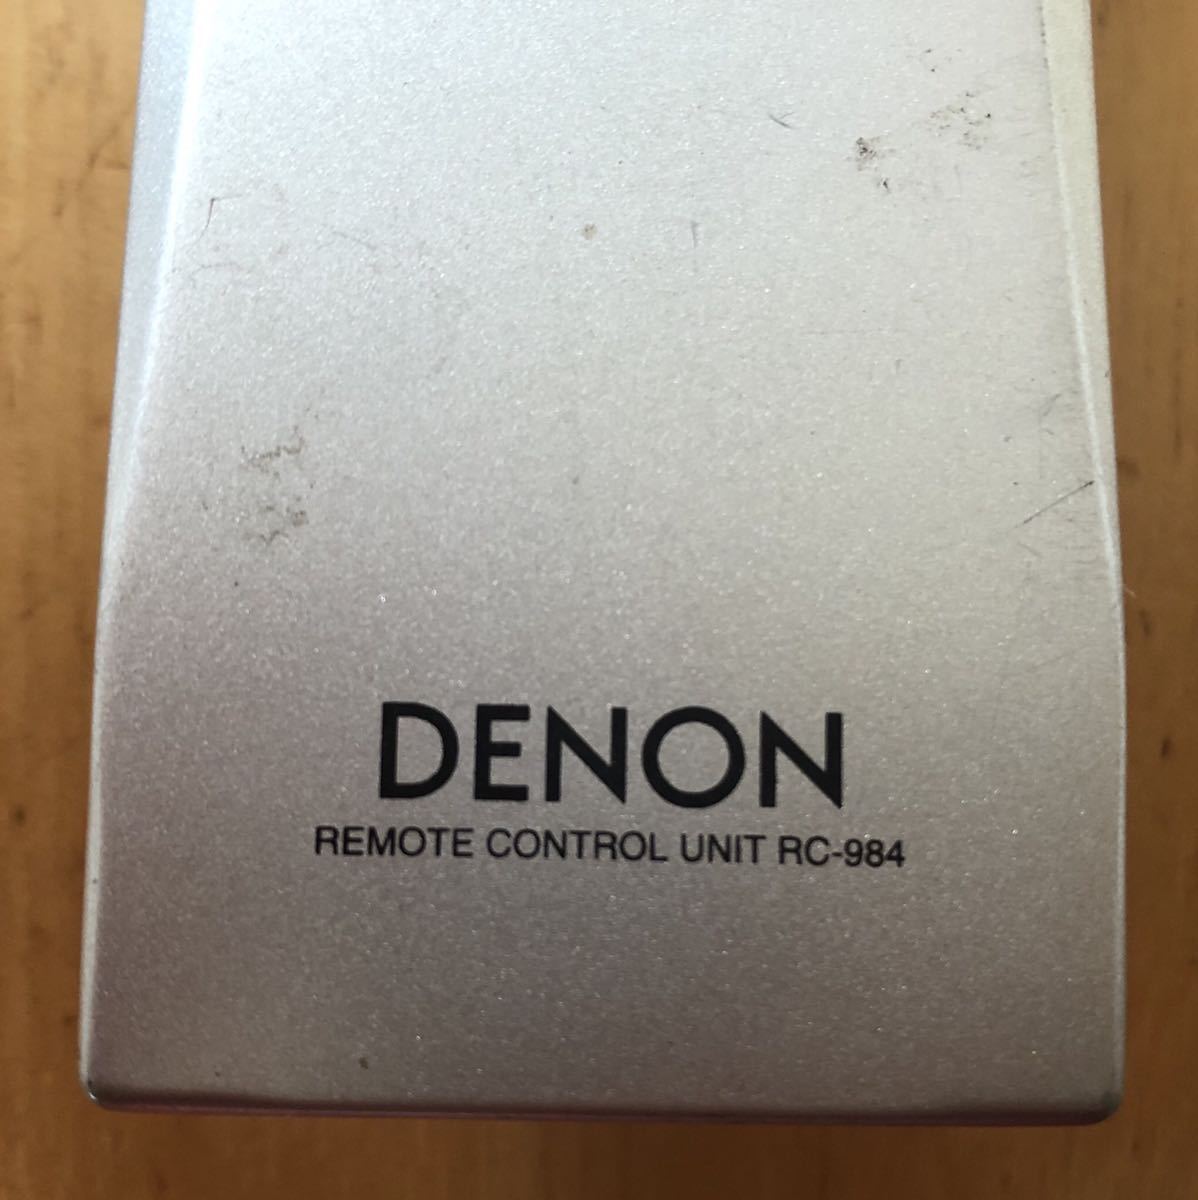 DENON
REMOTE CONTROL UNIT RC-984